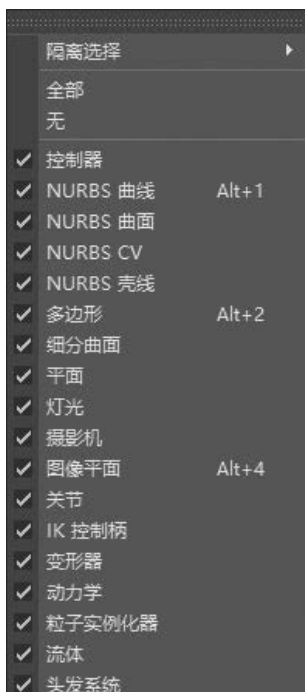 隔离选择
全部
无
控制器
NURBS 曲线 Alt+1
NURBS 曲面
NURBS CV
NURBS 壳线
多边形 Alt+2
细分曲面
平面
灯光
摄影机
图像平面 Alt+4
关节
IK 控制柄
变形器
动力学
粒子实例化器
流体
头发系统